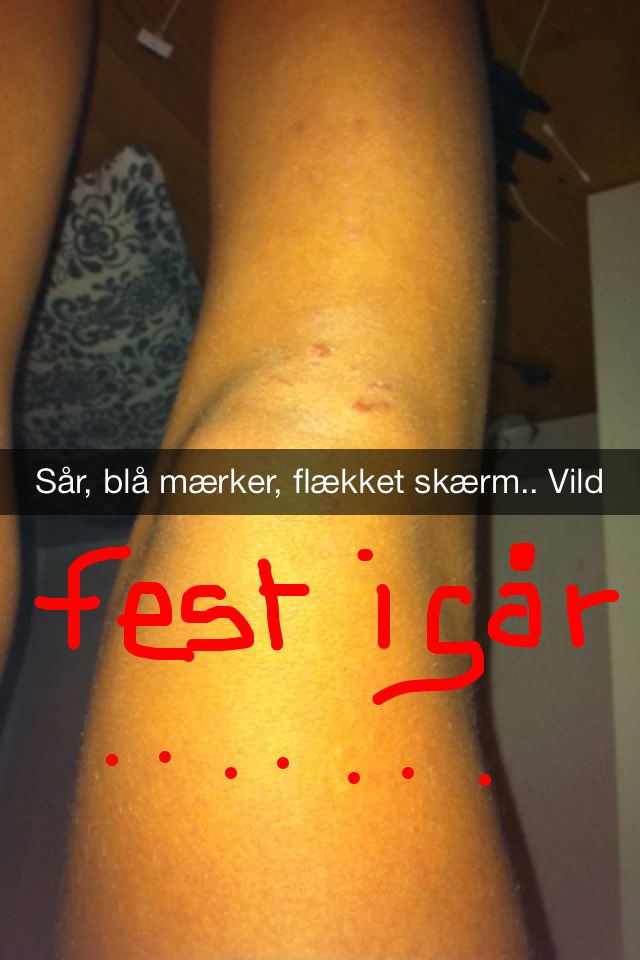 Sår, blå mærker, flækket skærm.. Vild
fest igår
.......